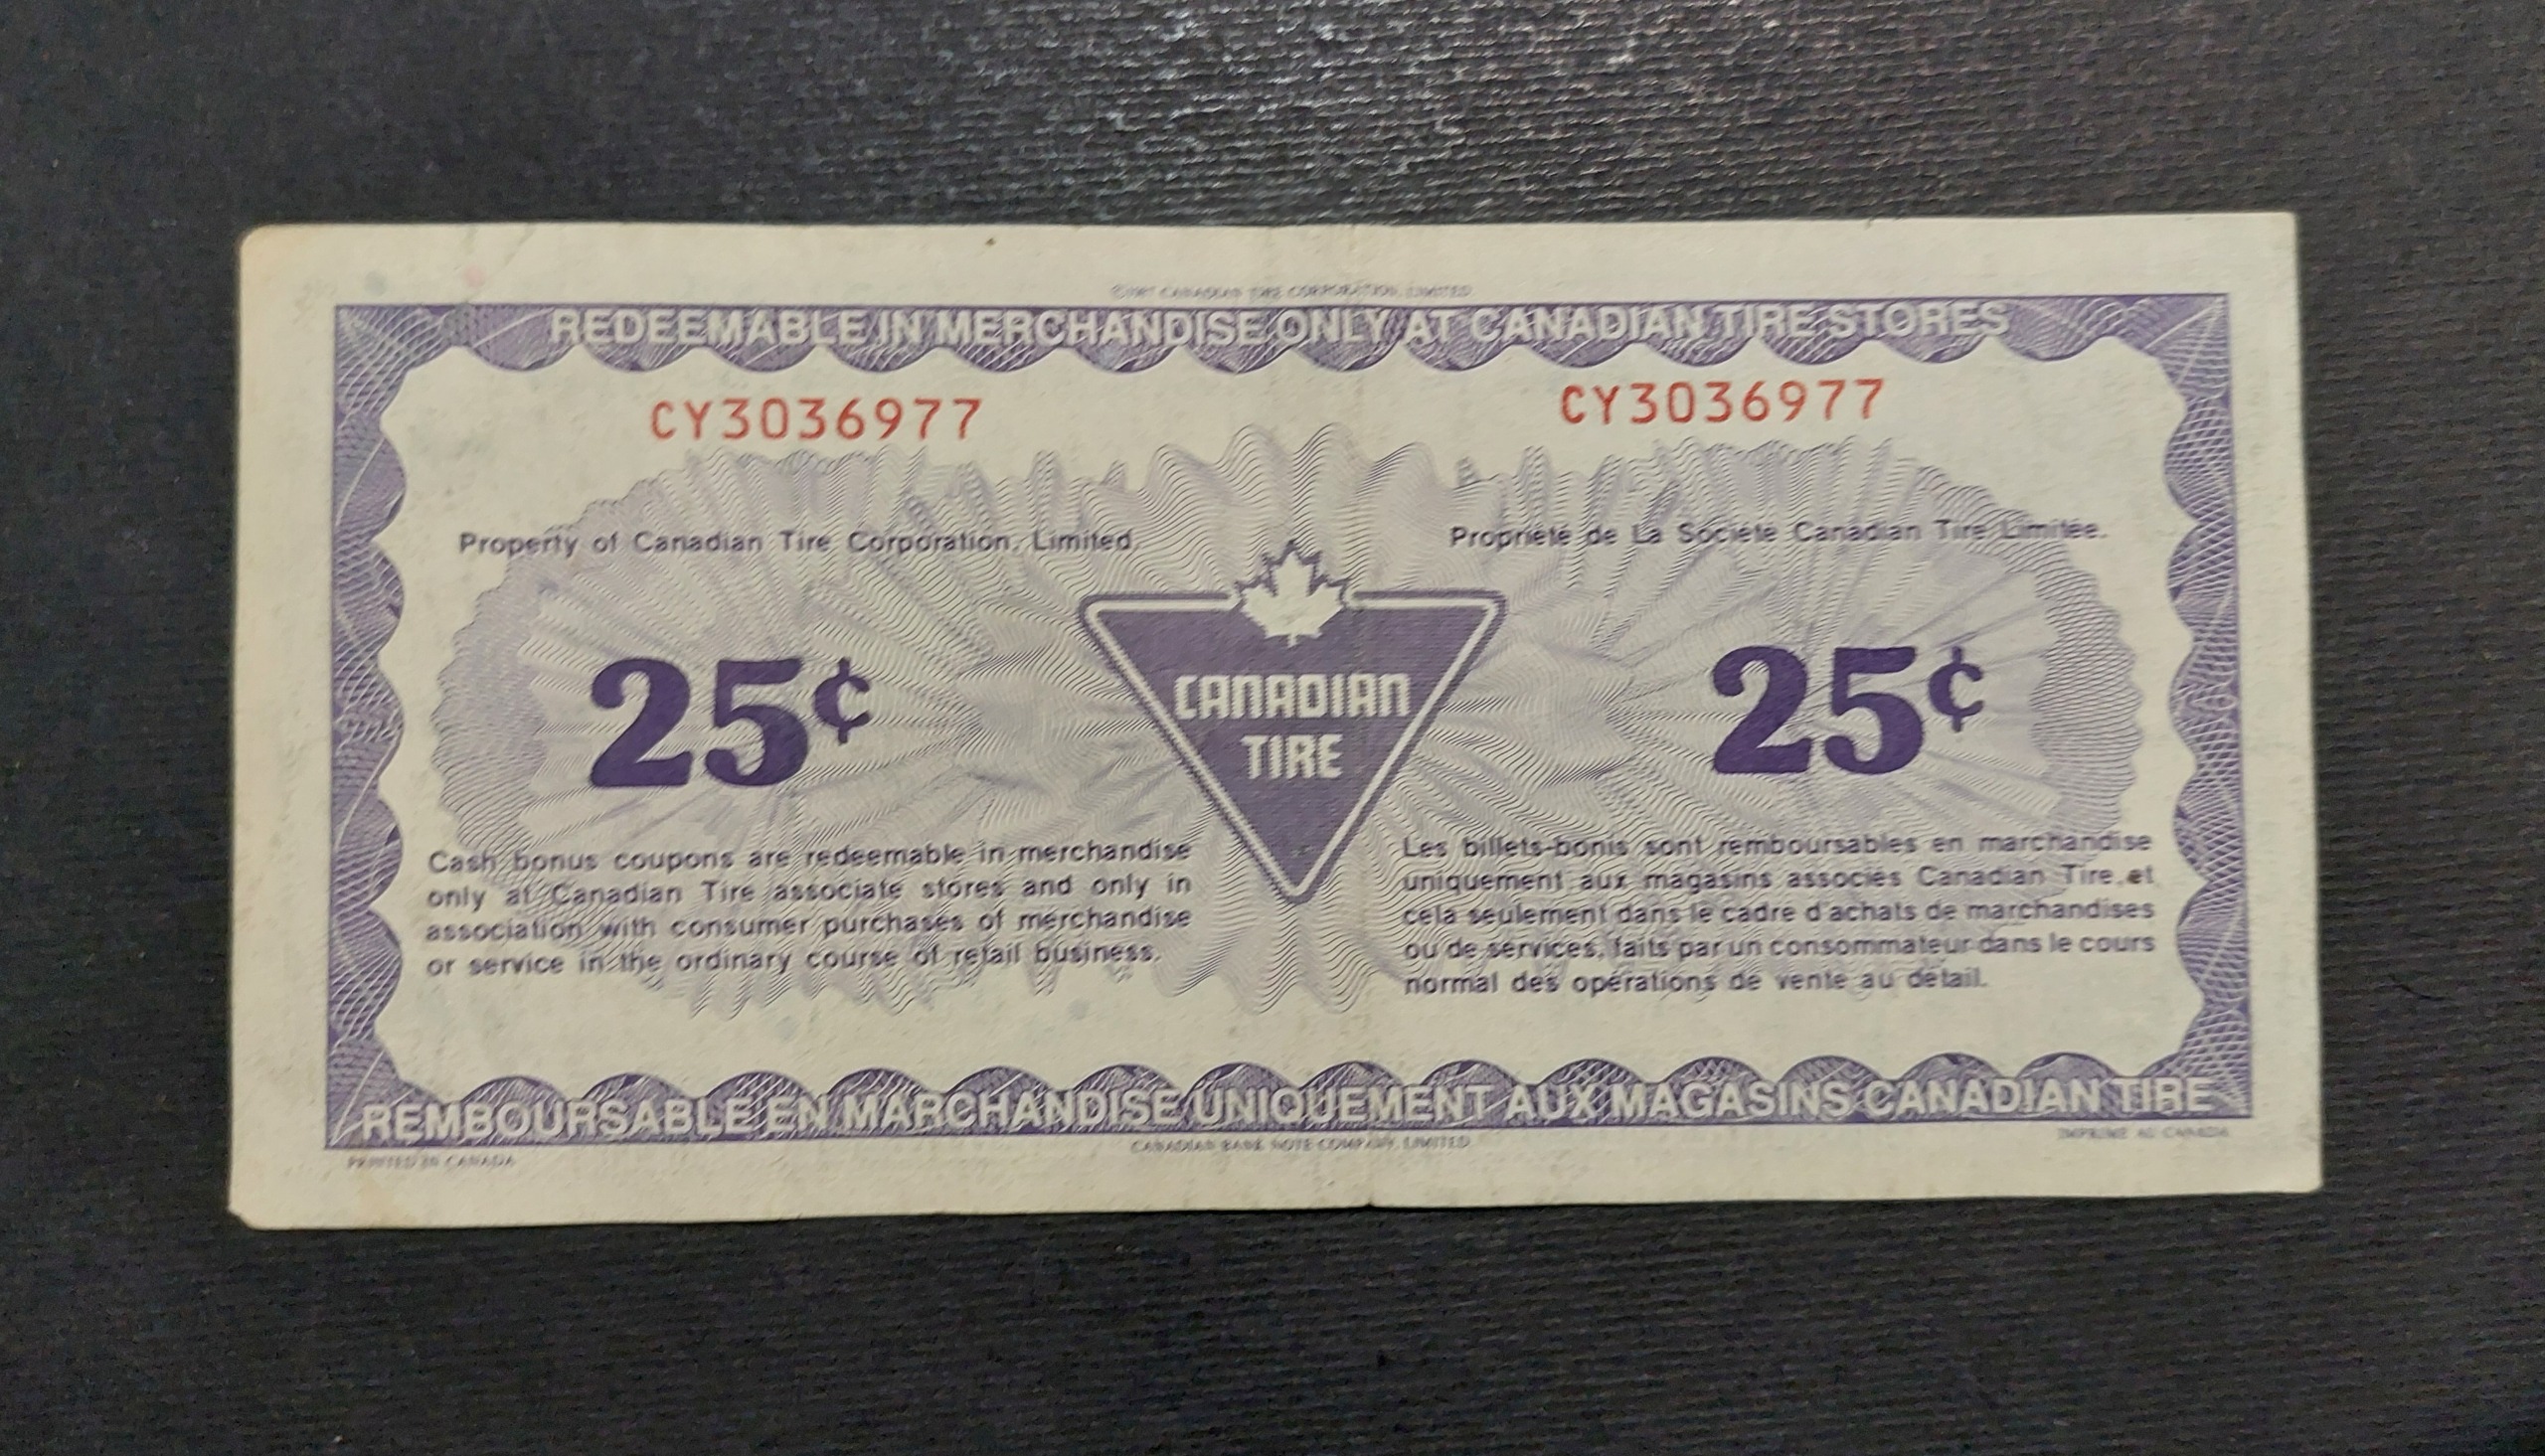 ©1987 CANADIAN TIRE CORPORATION, LIMITED
REDEEMABLE IN MERCHANDISE ONLY AT CANADIAN TIRE STORES
CY3036977
CY3036977
Property of Canadian Tire Corporation, Limited.
Propriété de La Société Canadian Tire Limitée.
25¢
CANADIAN
TIRE
25¢
Cash bonus coupons are redeemable in merchandise
only at Canadian Tire associate stores and only in
association with consumer purchases of merchandise
or service in the ordinary course of retail business.
Les billets-bonis sont remboursables en marchandise
uniquement aux magasins associés Canadian Tire et
cela seulement dans le cadre d'achats de marchandises
ou de services, faits par un consommateur dans le cours
normal des opérations de vente au détail.
REMBOURSABLE EN MARCHANDISE UNIQUEMENT AUX MAGASINS CANADIAN TIRE
PRINTED IN CANADA
CANADIAN BANK NOTE COMPANY, LIMITED
IMPRIMÉ AU CANADA